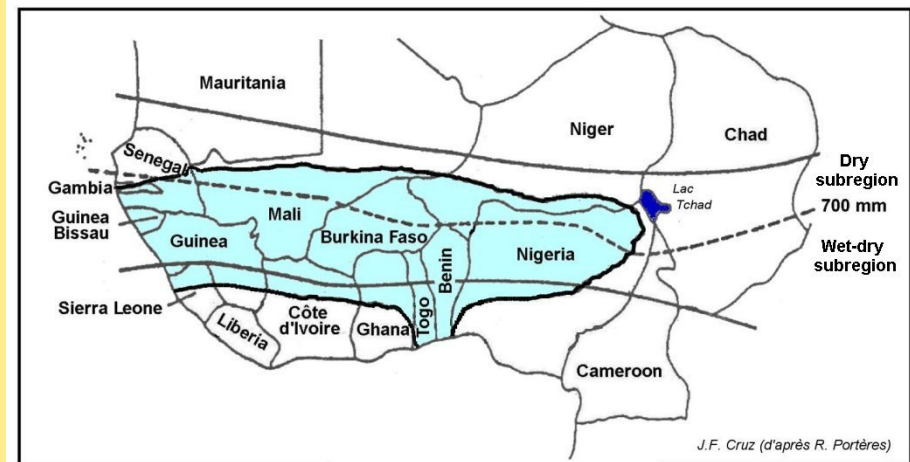 Mauritania
Niger
Chad
Senegal
Dry
subregion
Lac
Tchad
700 mm
Gambia
Guinea
Bissau
Mali
Guinea
Burkina Faso
Benin
Nigeria
Wet-dry
subregion
Sierra Leone
Liberia
Côte
d'Ivoire
Ghana
Togo
Cameroon
J.F. Cruz (d'après R. Portères)